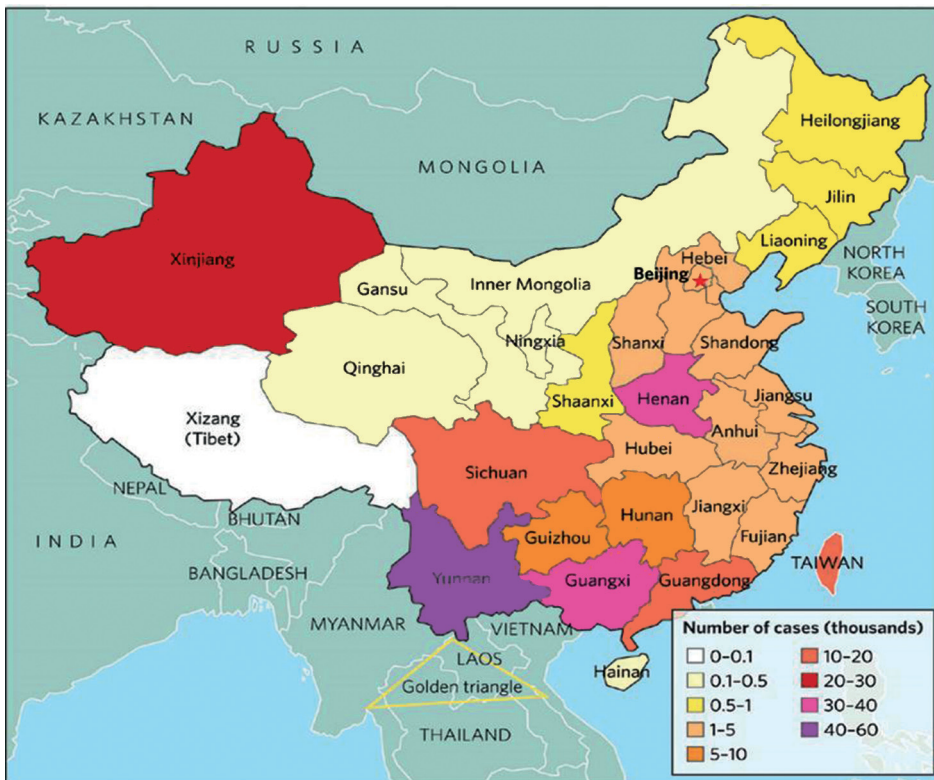 RUSSIA
KAZAKHSTAN
Heilongjiang
MONGOLIA
Jilin
Liaoning
NORTH
KOREA
Hebei
Beijing
Xinjiang
Gansu
Inner Mongolia
SOUTH
KOREA
Ningxia
Shanxi
Shandong
Qinghai
Shaanxi
Henan
Jiangsu
Xizang
(Tibet)
Anhui
Hubei
Zhejiang
Sichuan
NEPAL
BHUTAN
Hunan
Jiangxi
Guizhou
Fujian
INDIA
BANGLADESH
Yunnan
Guangxi
Guangdong
TAIWAN
MYANMAR
VIETNAM
LAOS
Hainan
Golden triangle
THAILAND
Number of cases (thousands)
0–0.1
0.1–0.5
0.5–1
1–5
5–10
10–20
20–30
30–40
40–60